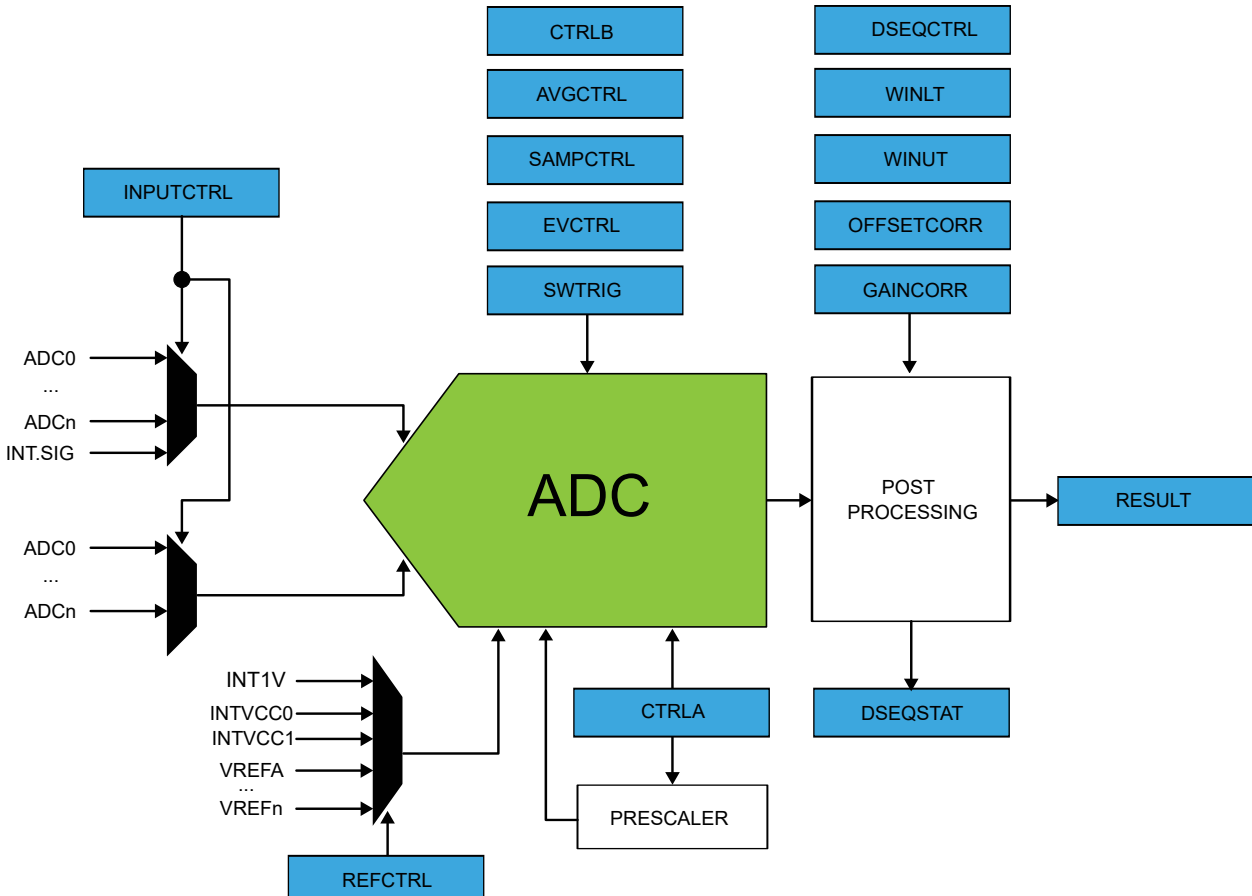 CTRLB
DSEQCTRL
AVGCTRL
WINLT
SAMPCTRL
WINUT
INPUTCTRL
EVCTRL
OFFSETCORR
SWTRIG
GAINCORR
ADC0
...
ADCn
INT.SIG
ADC
POST
PROCESSING
RESULT
ADC0
...
ADCn
INT1V
INTVCC0
INTVCC1
VREFA
...
VREFn
CTRLA
DSEQSTAT
PRESCALER
REFCTRL